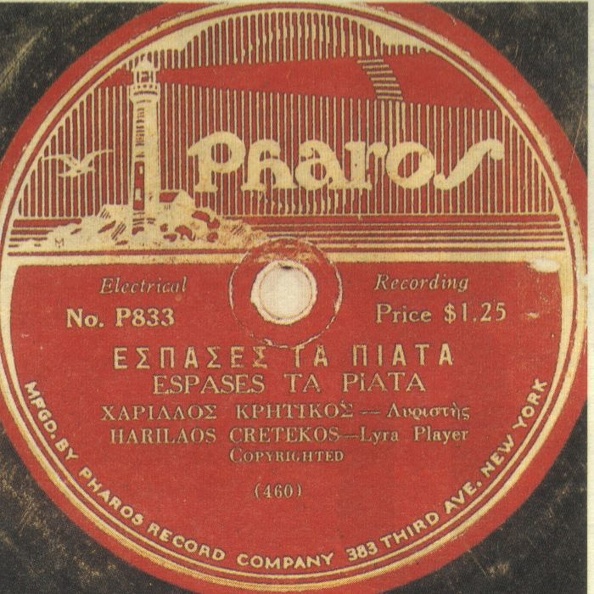 Pharos
Electrical Recording
No. P833 Price $1.25
ΕΣΠΑΣΕΣ ΤΑ ΠΙΑΤΑ
ESPASES TA PiATA
ΧΑΡΙΛΑΟΣ ΚΡΗΤΙΚΟΣ — Λυριστὴς
HARILAOS CRETEKOS—Lyra Player
COPYRIGHTED
(460)
MFGD. BY PHAROS RECORD COMPANY 383 THIRD AVE. NEW YORK